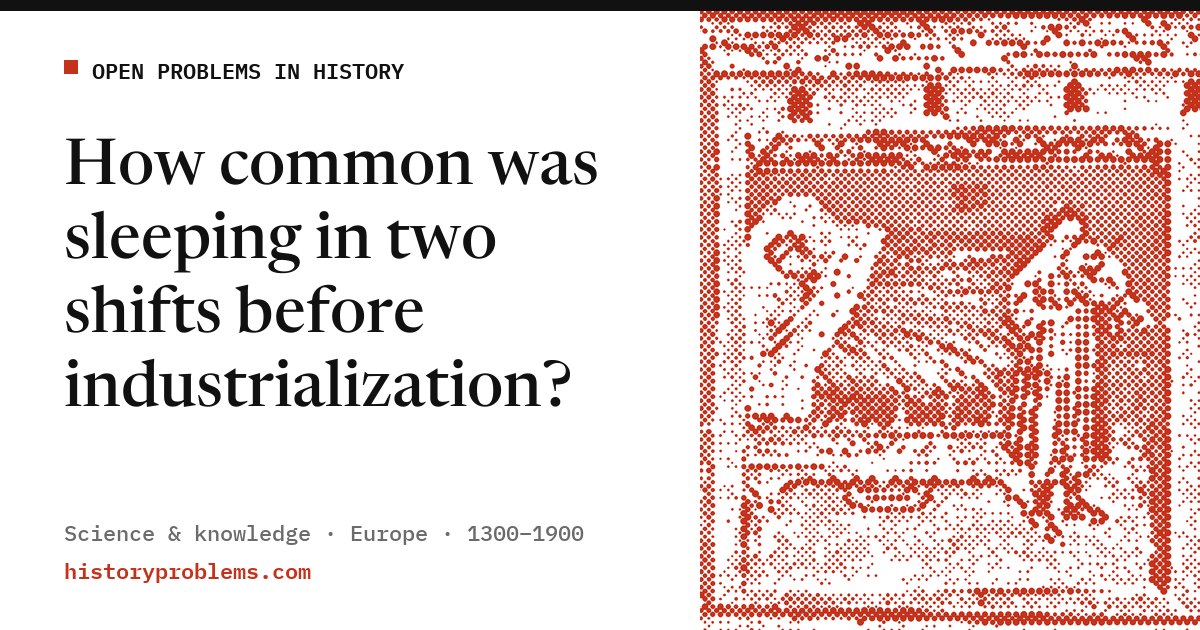 OPEN PROBLEMS IN HISTORY
How common was
sleeping in two
shifts before
industrialization?
Science & knowledge · Europe · 1300–1900
historyproblems.com